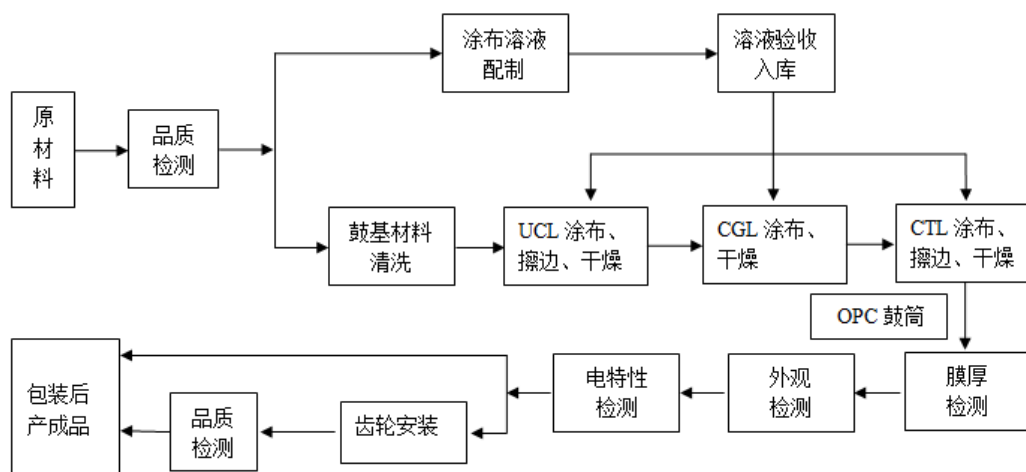 涂布溶液
配制
溶液验收
入库
原
材
料
品质
检测
鼓基材料
清洗
UCL 涂布、
擦边、干燥
CGL 涂布、
干燥
CTL 涂布、
擦边、干燥
OPC 鼓筒
包装后
产成品
品质
检测
齿轮安装
电特性
检测
外观
检测
膜厚
检测